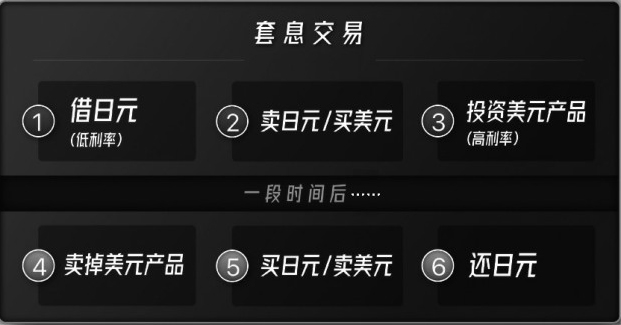 套息交易
① 借日元
(低利率)
② 卖日元/买美元
③ 投资美元产品
(高利率)
一段时间后……
④ 卖掉美元产品
⑤ 买日元/卖美元
⑥ 还日元